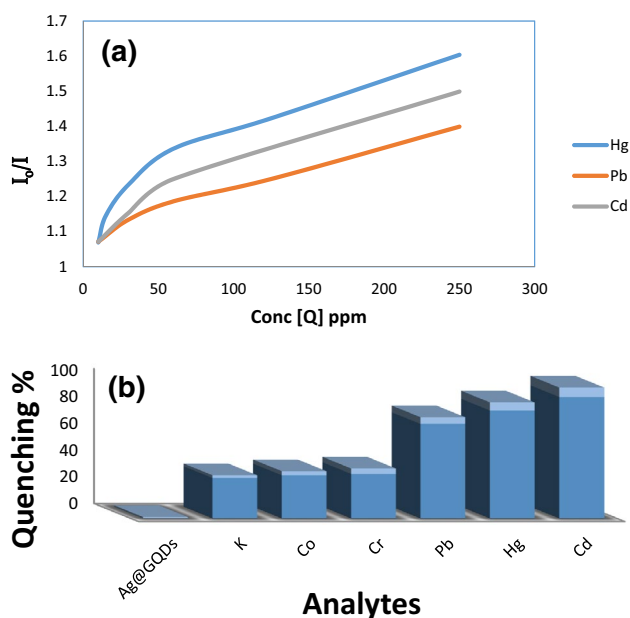 (a)
1.7
1.6
1.5
1.4
1.3
1.2
1.1
1
I₀/I
0 50 100 150 200 250 300
Conc [Q] ppm
Hg
Pb
Cd
(b)
100
80
60
40
20
0
Quenching %
Ag@GQDs K Co Cr Pb Hg Cd
Analytes